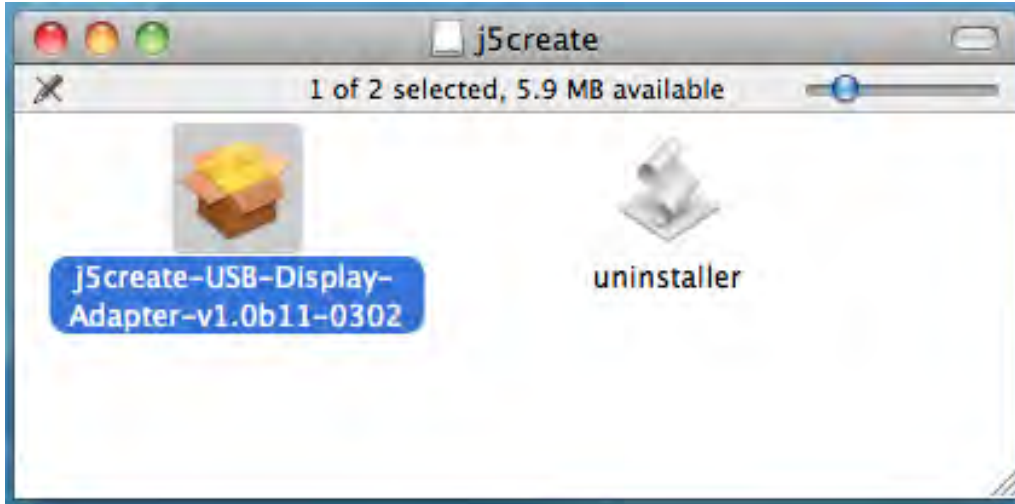 j5create
1 of 2 selected, 5.9 MB available
j5create-USB-Display-
Adapter-v1.0b11-0302
uninstaller